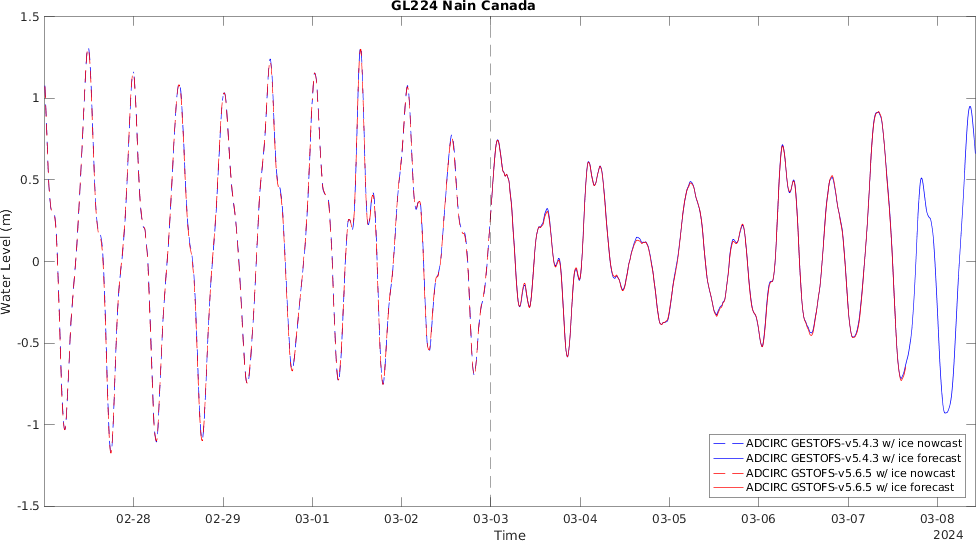 GL224 Nain Canada
1.5
1
0.5
0
-0.5
-1
-1.5
Water Level (m)
02-28 02-29 03-01 03-02 03-03 03-04 03-05 03-06 03-07 03-08
2024
Time
ADCIRC GESTOFS-v5.4.3 w/ ice nowcast
ADCIRC GESTOFS-v5.4.3 w/ ice forecast
ADCIRC GSTOFS-v5.6.5 w/ ice nowcast
ADCIRC GSTOFS-v5.6.5 w/ ice forecast